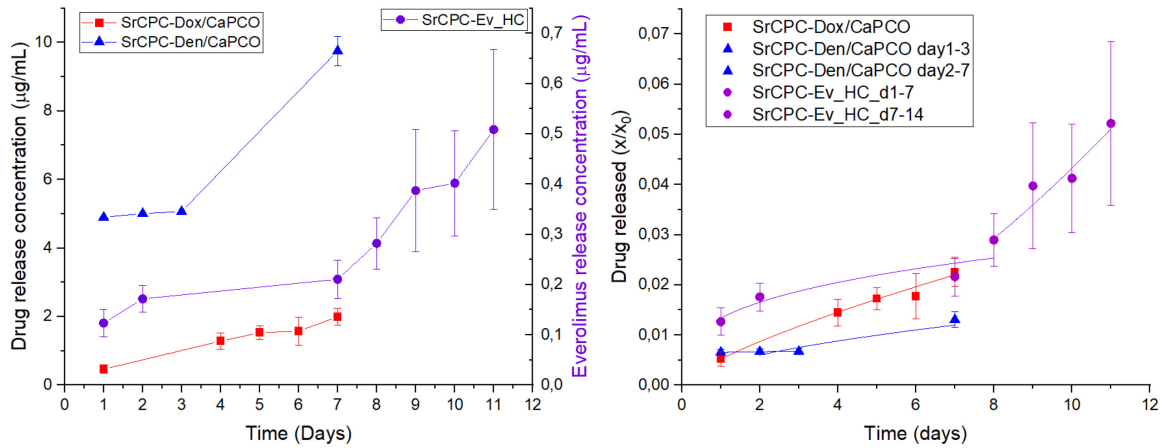 SrCPC-Dox/CaPCO
SrCPC-Den/CaPCO
SrCPC-Ev_HC
Drug release concentration (μg/mL)
10
8
6
4
2
0
0 1 2 3 4 5 6 7 8 9 10 11 12
Time (Days)
0,7
0,6
0,5
0,4
0,3
0,2
0,1
0,0
Everolimus release concentration (μg/mL)
SrCPC-Dox/CaPCO
SrCPC-Den/CaPCO day1-3
SrCPC-Den/CaPCO day2-7
SrCPC-Ev_HC_d1-7
SrCPC-Ev_HC_d7-14
Drug released (x/x₀)
0,07
0,06
0,05
0,04
0,03
0,02
0,01
0,00
0 2 4 6 8 10 12
Time (days)